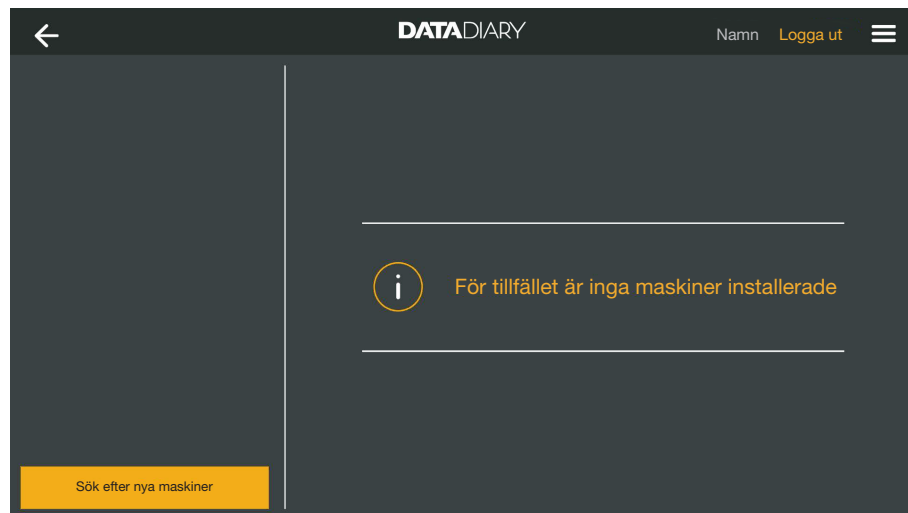 DATADIARY
Namn Logga ut
För tillfället är inga maskiner installerade
Sök efter nya maskiner